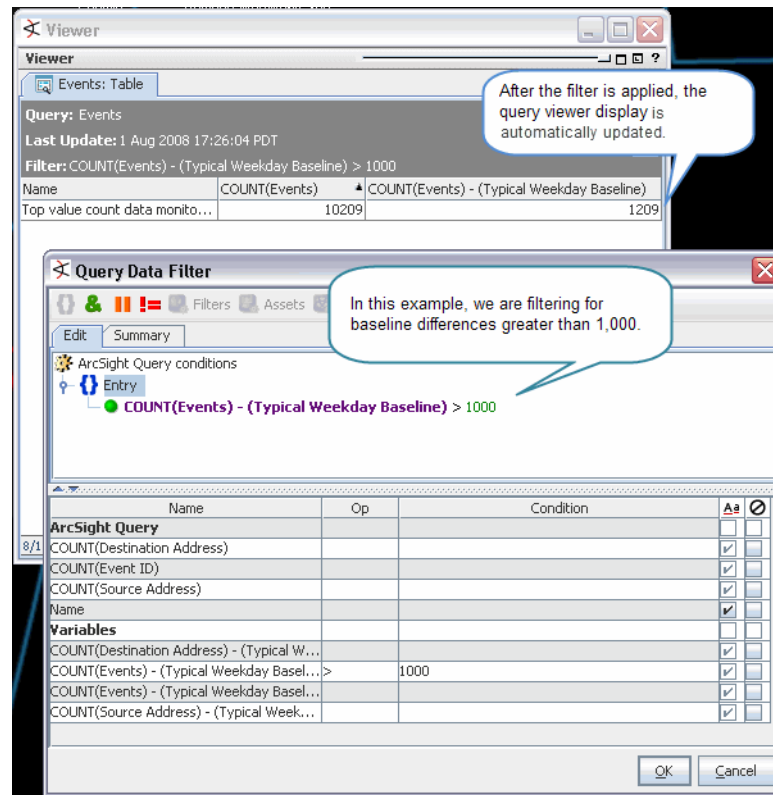 Viewer
Viewer
?
Events: Table
After the filter is applied, the
query viewer display is
automatically updated.
Query: Events
Last Update: 1 Aug 2008 17:26:04 PDT
Filter: COUNT(Events) - (Typical Weekday Baseline) > 1000
Name COUNT(Events) COUNT(Events) - (Typical Weekday Baseline)
Top value count data monito... 10209 1209
Query Data Filter
& != Filters Assets
In this example, we are filtering for
baseline differences greater than 1,000.
Edit Summary
ArcSight Query conditions
{} Entry
COUNT(Events) - (Typical Weekday Baseline) > 1000
Name Op Condition Aa
ArcSight Query
8/1
COUNT(Destination Address)
COUNT(Event ID)
COUNT(Source Address)
Name
Variables
COUNT(Destination Address) - (Typical W...
COUNT(Events) - (Typical Weekday Basel... > 1000
COUNT(Events) - (Typical Weekday Basel...
COUNT(Source Address) - (Typical Week...
OK Cancel